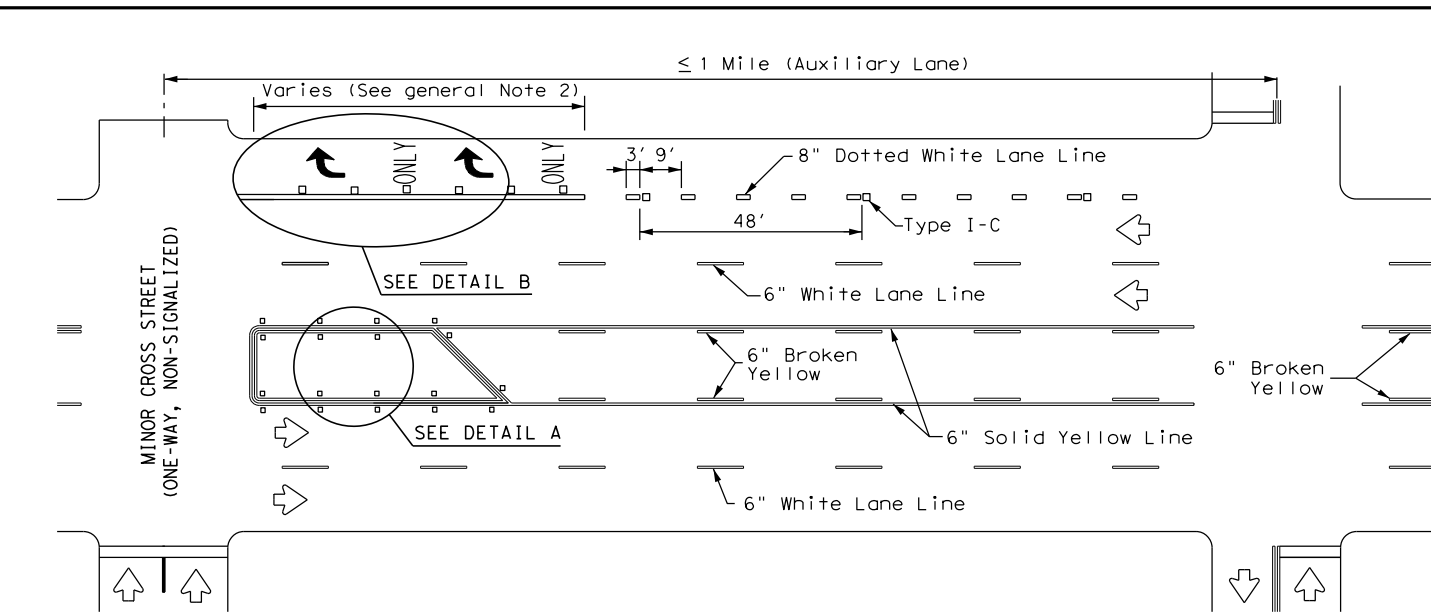 ≤ 1 Mile (Auxiliary Lane)
Varies (See general Note 2)
ONLY
ONLY
3' 9'
8" Dotted White Lane Line
48'
Type I-C
SEE DETAIL B
6" White Lane Line
MINOR CROSS STREET
(ONE-WAY, NON-SIGNALIZED)
6" Broken
Yellow
6" Broken
Yellow
SEE DETAIL A
6" Solid Yellow Line
6" White Lane Line